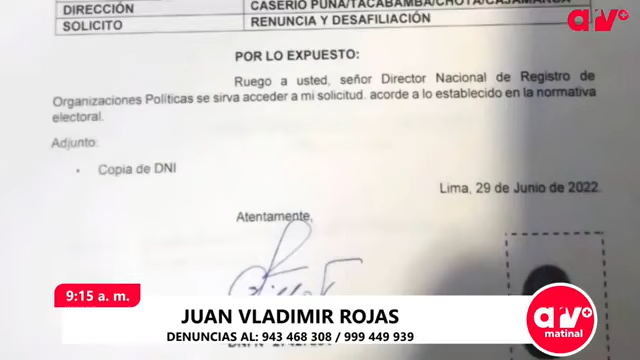 DIRECCIÓN
CASERIO PUÑA/TACABAMBA/CHOTA/CAJAMARCA
SOLICITO
RENUNCIA Y DESAFILIACIÓN
POR LO EXPUESTO:
Ruego a usted, señor Director Nacional de Registro de
Organizaciones Políticas se sirva acceder a mi solicitud. acorde a lo establecido en la normativa
electoral.
Adjunto:
- Copia de DNI
Lima, 29 de Junio de 2022.
Atentamente,
9:15 a. m.
JUAN VLADIMIR ROJAS
DENUNCIAS AL: 943 468 308 / 999 449 939
atv+
atv+
matinal